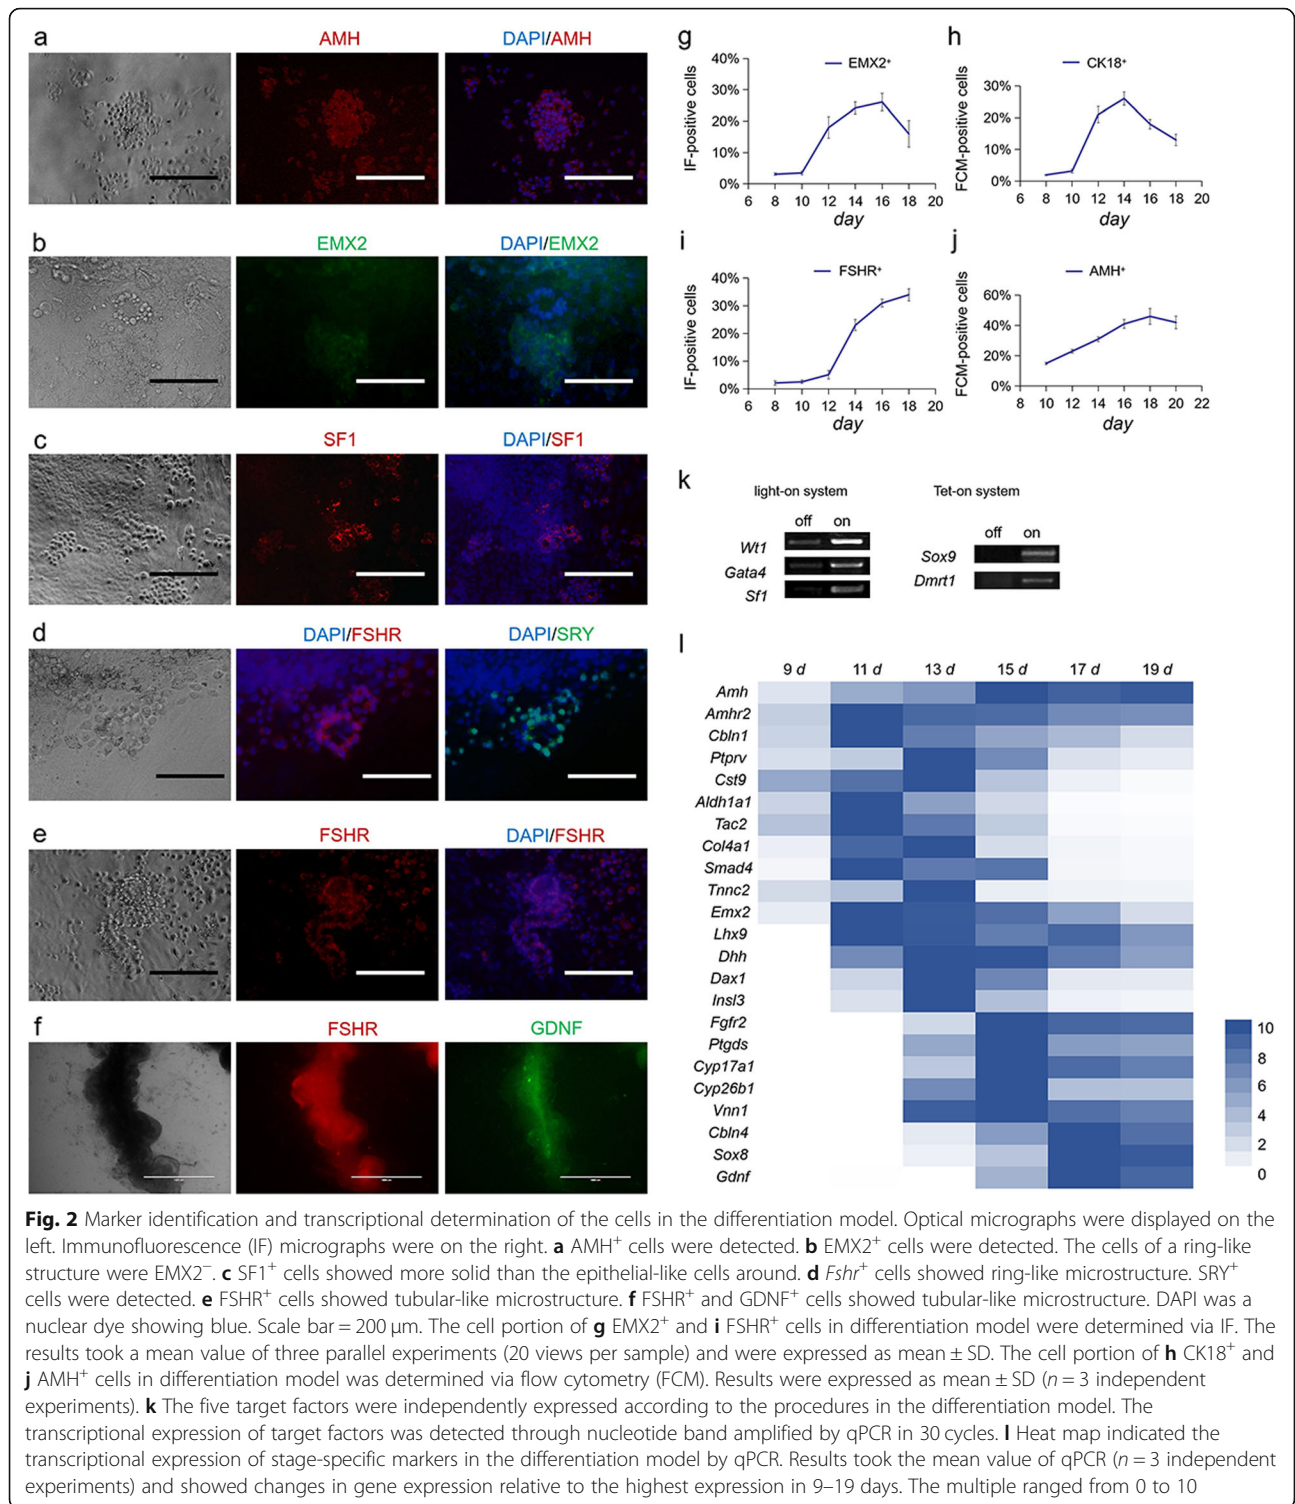 a
AMH
DAPI/AMH
b
EMX2
DAPI/EMX2
c
SF1
DAPI/SF1
d
DAPI/FSHR
DAPI/SRY
e
FSHR
DAPI/FSHR
f
FSHR
GDNF
g
EMX2⁺
IF-positive cells
40%
30%
20%
10%
0%
6 8 10 12 14 16 18 20
day
h
CK18⁺
FCM-positive cells
30%
20%
10%
0%
6 8 10 12 14 16 18 20
day
i
FSHR⁺
IF-positive cells
40%
30%
20%
10%
0%
6 8 10 12 14 16 18 20
day
j
AMH⁺
FCM-positive cells
60%
40%
20%
0%
8 10 12 14 16 18 20 22
day
k
light-on system
off on
Wt1
Gata4
Sf1
Tet-on system
off on
Sox9
Dmrt1
l
9 d 11 d 13 d 15 d 17 d 19 d
Amh
Amhr2
Cbln1
Ptprv
Cst9
Aldh1a1
Tac2
Col4a1
Smad4
Tnnc2
Emx2
Lhx9
Dhh
Dax1
Insl3
Fgfr2
Ptgds
Cyp17a1
Cyp26b1
Vnn1
Cbln4
Sox8
Gdnf
10
8
6
4
2
0
Fig. 2 Marker identification and transcriptional determination of the cells in the differentiation model. Optical micrographs were displayed on the
left. Immunofluorescence (IF) micrographs were on the right. a AMH⁺ cells were detected. b EMX2⁺ cells were detected. The cells of a ring-like
structure were EMX2⁻. c SF1⁺ cells showed more solid than the epithelial-like cells around. d Fshr⁺ cells showed ring-like microstructure. SRY⁺
cells were detected. e FSHR⁺ cells showed tubular-like microstructure. f FSHR⁺ and GDNF⁺ cells showed tubular-like microstructure. DAPI was a
nuclear dye showing blue. Scale bar = 200 μm. The cell portion of g EMX2⁺ and i FSHR⁺ cells in differentiation model were determined via IF. The
results took a mean value of three parallel experiments (20 views per sample) and were expressed as mean ± SD. The cell portion of h CK18⁺ and
j AMH⁺ cells in differentiation model was determined via flow cytometry (FCM). Results were expressed as mean ± SD (n = 3 independent
experiments). k The five target factors were independently expressed according to the procedures in the differentiation model. The
transcriptional expression of target factors was detected through nucleotide band amplified by qPCR in 30 cycles. l Heat map indicated the
transcriptional expression of stage-specific markers in the differentiation model by qPCR. Results took the mean value of qPCR (n = 3 independent
experiments) and showed changes in gene expression relative to the highest expression in 9–19 days. The multiple ranged from 0 to 10